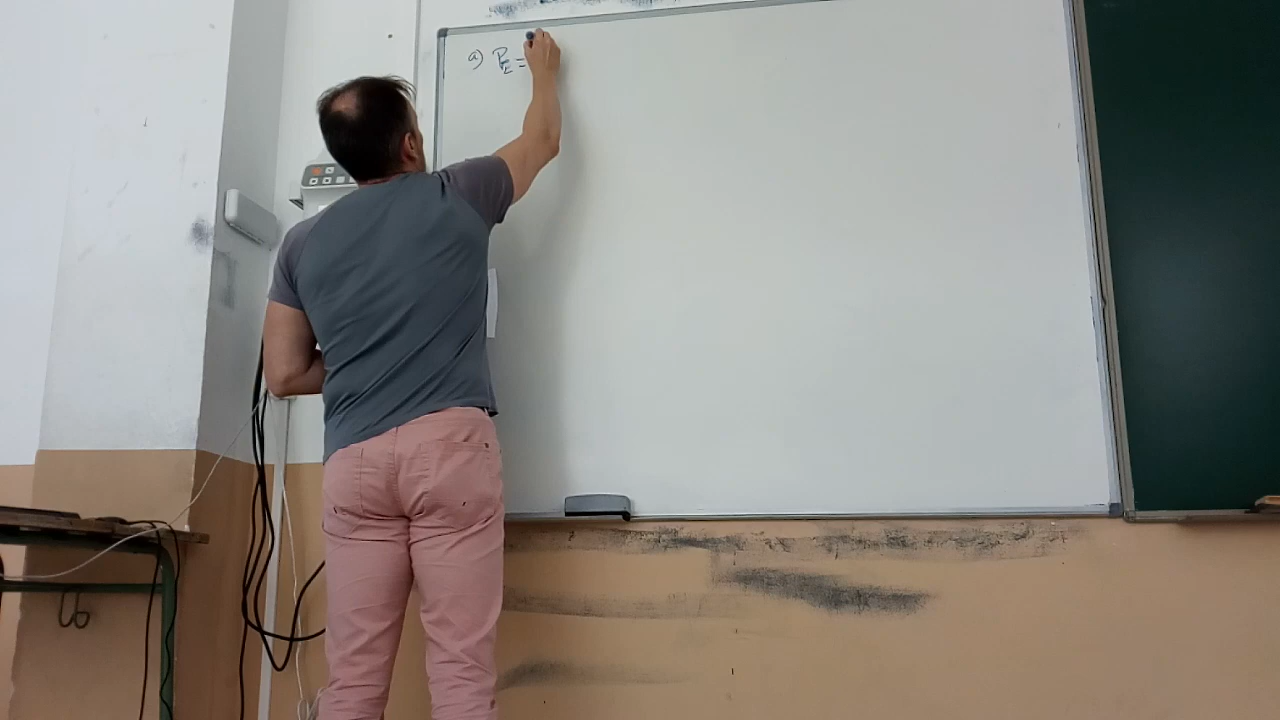 a) P_E =